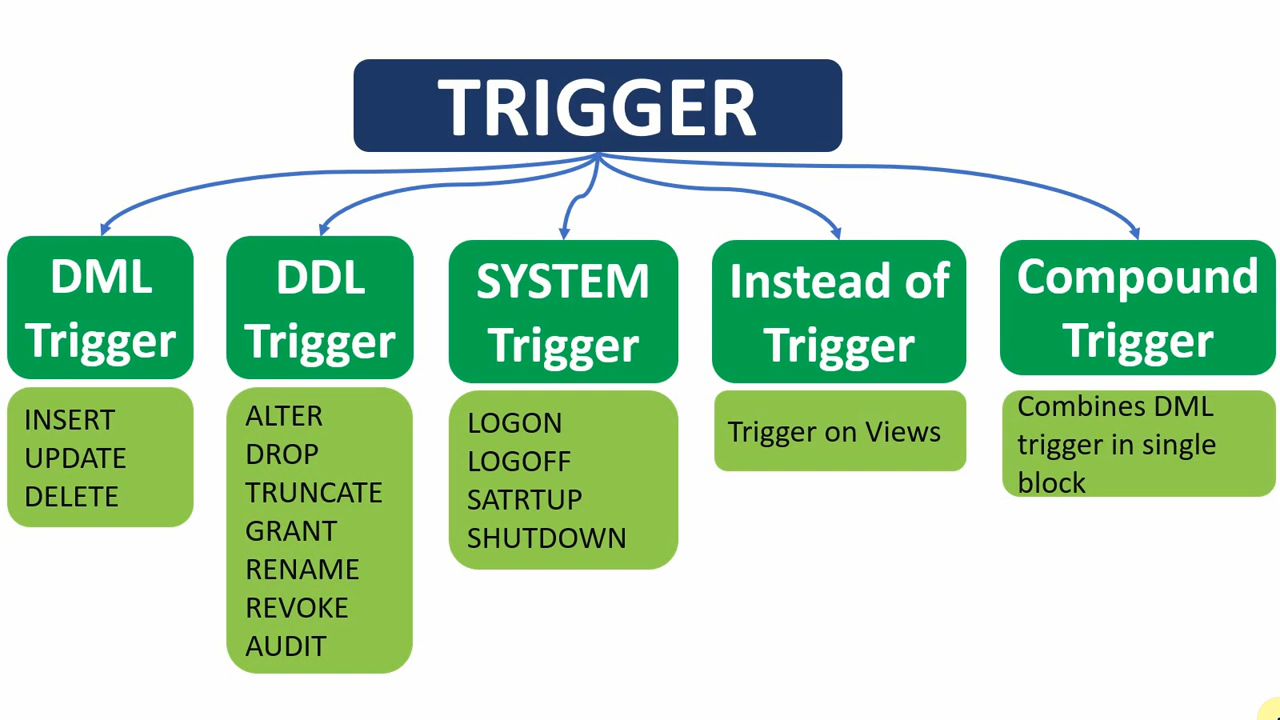 TRIGGER
DML
Trigger
INSERT
UPDATE
DELETE
DDL
Trigger
ALTER
DROP
TRUNCATE
GRANT
RENAME
REVOKE
AUDIT
SYSTEM
Trigger
LOGON
LOGOFF
SATRTUP
SHUTDOWN
Instead of
Trigger
Trigger on Views
Compound
Trigger
Combines DML
trigger in single
block